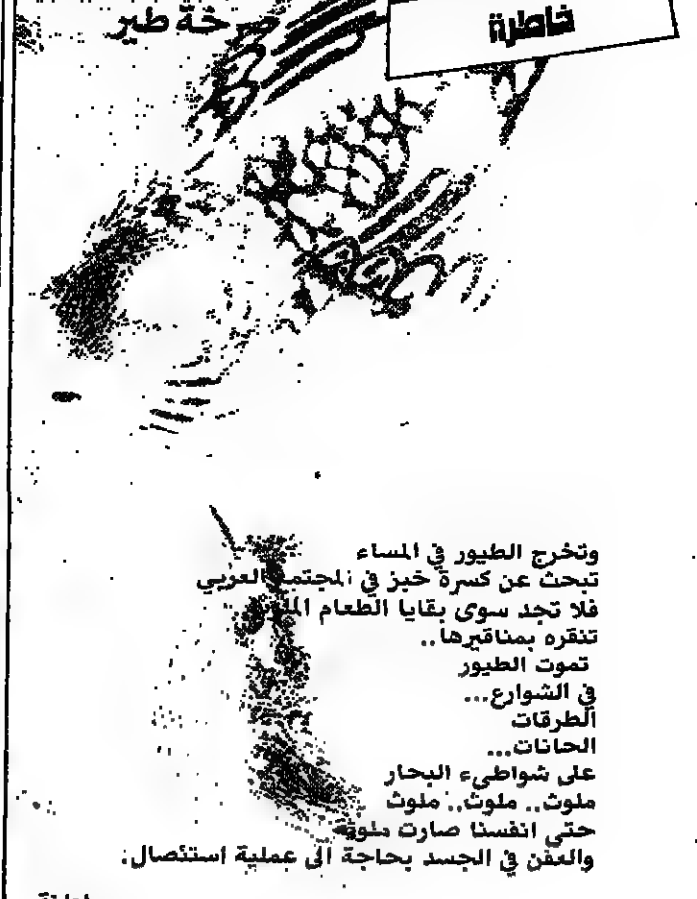 خاطرة
صرخة طير
وتخرج الطيور في المساء
تبحث عن كسرة خبز في المجتمع العربي
فلا تجد سوى بقايا الطعام الملوث
تنقره بمناقيرها..
تموت الطيور
في الشوارع...
الطرقات
الحانات...
على شواطيء البحار
ملوث.. ملوث.. ملوث
حتى انفسنا صارت ملوثة
والعفن في الجسد بحاجة الى عملية استئصال: